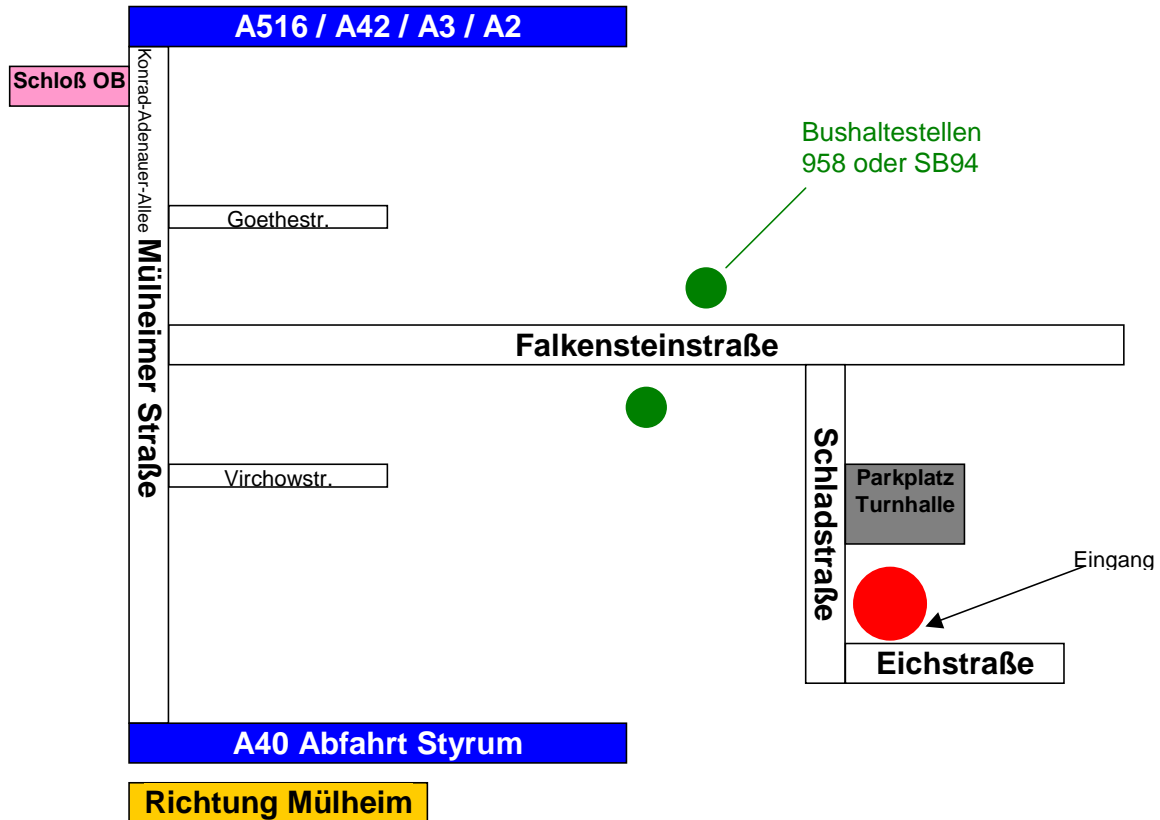 A516 / A42 / A3 / A2
Schloß OB
Konrad-Adenauer-Allee Mülheimer Straße
Bushaltestellen
958 oder SB94
Goethestr.
Falkensteinstraße
Virchowstr.
Schladstraße
Parkplatz
Turnhalle
Eingang
Eichstraße
A40 Abfahrt Styrum
Richtung Mülheim